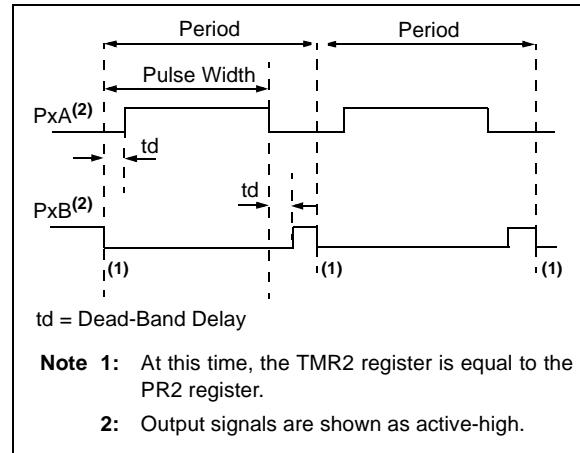 Period Period
Pulse Width
PxA(2)
td
td
PxB(2)
(1) (1) (1)
td = Dead-Band Delay
Note 1: At this time, the TMR2 register is equal to the
PR2 register.
2: Output signals are shown as active-high.